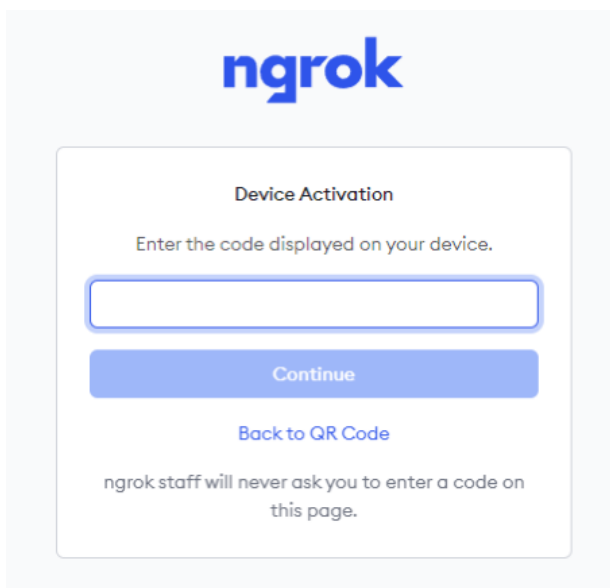 ngrok
Device Activation
Enter the code displayed on your device.
Continue
Back to QR Code
ngrok staff will never ask you to enter a code on
this page.